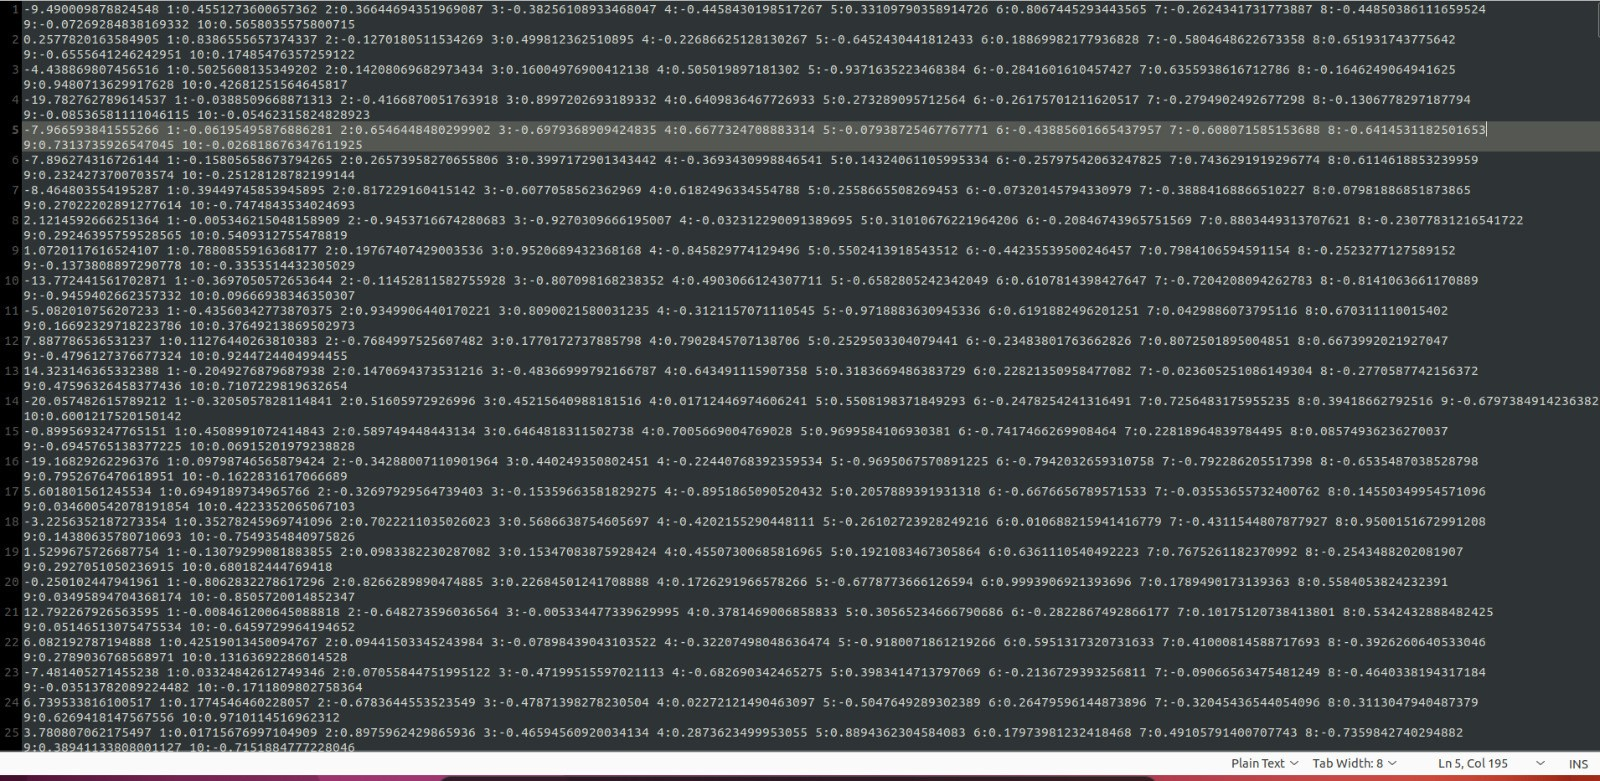 1 -9.490009878824548 1:0.4551273600657362 2:0.36644694351969087 3:-0.38256108933468047 4:-0.4458430198517267 5:0.33109790358914726 6:0.8067445293443565 7:-0.2624341731773887 8:-0.44850386111659524
9:-0.07269284838169332 10:0.5658035575800715
2 0.2577820163584905 1:0.8386555657374337 2:-0.1270180511534269 3:0.499812362510895 4:-0.22686625128130267 5:-0.6452430441812433 6:0.18869982177936828 7:-0.5804648622673358 8:0.651931743775642
9:-0.6555641246242951 10:0.17485476357259122
3 -4.438869807456516 1:0.5025608135349202 2:0.14208069682973434 3:0.16004976900412138 4:0.505019897181302 5:-0.9371635223468384 6:-0.2841601610457427 7:0.6355938616712786 8:-0.1646249064941625
9:0.9480713629917628 10:0.42681251564645817
4 -19.782762789614537 1:-0.0388509668871313 2:-0.4166870051763918 3:0.8997202693189332 4:0.6409836467726933 5:0.273289095712564 6:-0.26175701211620517 7:-0.2794902492677298 8:-0.1306778297187794
9:-0.08536581111046115 10:-0.05462315824828923
5 -7.966593841555266 1:-0.06195495876886281 2:0.6546448480299902 3:-0.6979368909424835 4:0.6677324708883314 5:-0.07938725467767771 6:-0.43885601665437957 7:-0.608071585153688 8:-0.6414531182501653
9:0.7313735926547045 10:-0.026818676347611925
6 -7.896274316726144 1:-0.15805658673794265 2:0.26573958270655806 3:0.3997172901343442 4:-0.3693430998846541 5:0.14324061105995334 6:-0.25797542063247825 7:0.7436291919296774 8:0.6114618853239959
9:0.2324273700703574 10:-0.25128128782199144
7 -8.464803554195287 1:0.39449745853945895 2:0.817229160415142 3:-0.6077058562362969 4:0.6182496334554788 5:0.2558665508269453 6:-0.07320145794330979 7:-0.38884168866510227 8:0.07981886851873865
9:0.27022202891277614 10:-0.7474843534024693
8 2.1214592666251364 1:-0.005346215048158909 2:-0.9453716674280683 3:-0.9270309666195007 4:-0.032312290091389695 5:0.31010676221964206 6:-0.20846743965751569 7:0.8803449313707621 8:-0.23077831216541722
9:0.29246395759528565 10:0.5409312755478819
9 1.0720117616524107 1:0.7880855916368177 2:0.19767407429003536 3:0.9520689432368168 4:-0.845829774129496 5:0.5502413918543512 6:-0.44235539500246457 7:0.7984106594591154 8:-0.2523277127589152
9:-0.1373808897290778 10:-0.3353514432305029
10 -13.772441561702871 1:-0.3697050572653644 2:-0.11452811582755928 3:-0.807098168238352 4:0.4903066124307711 5:-0.6582805242342049 6:0.6107814398427647 7:-0.7204208094262783 8:-0.8141063661170889
9:-0.9459402662357332 10:0.09666938346350307
11 -5.082010756207233 1:-0.43560342773870375 2:0.9349906440170221 3:0.8090021580031235 4:-0.3121157071110545 5:-0.9718883630945336 6:0.6191882496201251 7:0.0429886073795116 8:0.670311110015402
9:0.16692329718223786 10:0.37649213869502973
12 7.887786536531237 1:0.11276440263810383 2:-0.7684997525607482 3:0.1770172737885798 4:0.7902845707138706 5:0.2529503304079441 6:-0.23483801763662826 7:0.8072501895004851 8:0.6673992021927047
9:-0.4796127376677324 10:0.9244724404994455
13 14.323146365332388 1:-0.2049276879687938 2:0.1470694373531216 3:-0.48366999792166787 4:0.643491115907358 5:0.3183669486383729 6:0.22821350958477082 7:-0.023605251086149304 8:-0.2770587742156372
9:0.47596326458377436 10:0.7107229819632654
14 -20.057482615789212 1:-0.3205057828114841 2:0.51605972926996 3:0.45215640988181516 4:0.01712446974606241 5:0.5508198371849293 6:-0.2478254241316491 7:0.7256483175955235 8:0.39418662792516 9:-0.6797384914236382
10:0.6001217520150142
15 -0.8995693247765151 1:0.4508991072414843 2:0.589749448443134 3:0.6464818311502738 4:0.7005669004769028 5:0.9699584106930381 6:-0.7417466269908464 7:0.22818964839784495 8:0.08574936236270037
9:-0.6945765138377225 10:0.06915201979238828
16 -19.16829262296376 1:0.09798746565879424 2:-0.34288007110901964 3:0.440249350802451 4:-0.22440768392359534 5:-0.9695067570891225 6:-0.7942032659310758 7:-0.792286205517398 8:-0.6535487038528798
9:0.7952676470618951 10:-0.1622831617066689
17 5.601801561245534 1:0.6949189734965766 2:-0.32697929564739403 3:-0.15359663581829275 4:-0.8951865090520432 5:0.2057889391931318 6:-0.6676656789571533 7:-0.03553655732400762 8:0.14550349954571096
9:0.034600542078191854 10:0.4223352065067103
18 -3.2256352187273354 1:0.35278245969741096 2:0.7022211035026023 3:0.5686638754605697 4:-0.4202155290448111 5:-0.26102723928249216 6:0.010688215941416779 7:-0.4311544807877927 8:0.9500151672991208
9:0.14380635780710693 10:-0.7549354840975826
19 1.5299675726687754 1:-0.13079299081883855 2:0.0983382230287082 3:0.15347083875928424 4:0.45507300685816965 5:0.1921083467305864 6:0.6361110540492223 7:0.7675261182370992 8:-0.2543488202081907
9:0.2927051050236915 10:0.680182444769418
20 -0.250102447941961 1:-0.8062832278617296 2:0.8266289890474885 3:0.22684501241708888 4:0.1726291966578266 5:-0.6778773666126594 6:0.9993906921393696 7:0.1789490173139363 8:0.5584053824232391
9:0.03495894704368174 10:-0.8505720014852347
21 12.792267926563595 1:-0.008461200645088818 2:-0.648273596036564 3:-0.005334477339629995 4:0.3781469006858833 5:0.30565234666790686 6:-0.2822867492866177 7:0.10175120738413801 8:0.5342432888482425
9:0.05146513075475534 10:-0.6459729964194652
22 6.082192787194888 1:0.42519013450094767 2:0.09441503345243984 3:-0.07898439043103522 4:-0.32207498048636474 5:-0.9180071861219266 6:0.5951317320731633 7:0.41000814588717693 8:-0.3926260640533046
9:0.2789036768568971 10:0.13163692286014528
23 -7.481405271455238 1:0.03324842612749346 2:0.07055844751995122 3:-0.47199515597021113 4:-0.682690342465275 5:0.3983414713797069 6:-0.2136729393256811 7:-0.09066563475481249 8:-0.4640338194317184
9:-0.03513782089224482 10:-0.1711809802758364
24 6.739533816100517 1:0.1774546460228057 2:-0.6783644553523549 3:-0.48713982782305​04 4:0.02272121490463097 5:-0.5047649289302389 6:0.26479596144873896 7:-0.32045436544054096 8:0.3113047940487379
9:0.6269418147567556 10:0.9710114516962312
25 3.780807062175497 1:0.01715676997104909 2:0.8975962429865936 3:-0.46594560920034134 4:0.2873623499953055 5:0.8894362304584083 6:0.17973981232418468 7:0.49105791400707743 8:-0.7359842740294882
9:0.38941133808001127 10:-0.7151884777228046
Plain Text Tab Width: 8 Ln 5, Col 195 INS